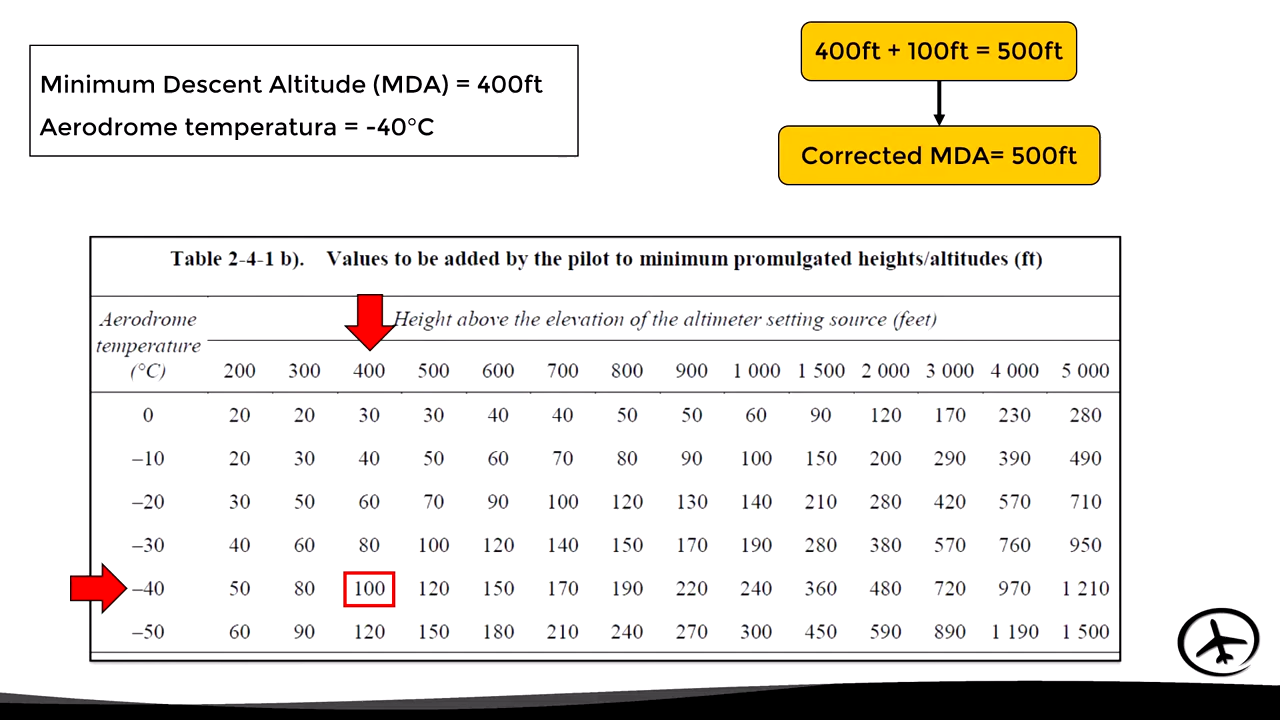 Minimum Descent Altitude (MDA) = 400ft
Aerodrome temperatura = -40°C
400ft + 100ft = 500ft
Corrected MDA= 500ft
Table 2-4-1 b). Values to be added by the pilot to minimum promulgated heights/altitudes (ft)
Aerodrome temperature (°C)
Height above the elevation of the altimeter setting source (feet)
200 300 400 500 600 700 800 900 1 000 1 500 2 000 3 000 4 000 5 000
0 20 20 30 30 40 40 50 50 60 90 120 170 230 280
–10 20 30 40 50 60 70 80 90 100 150 200 290 390 490
–20 30 50 60 70 90 100 120 130 140 210 280 420 570 710
–30 40 60 80 100 120 140 150 170 190 280 380 570 760 950
–40 50 80 100 120 150 170 190 220 240 360 480 720 970 1 210
–50 60 90 120 150 180 210 240 270 300 450 590 890 1 190 1 500